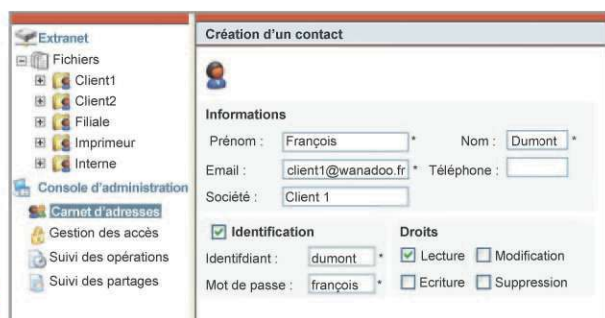 Extranet
Fichiers
Client1
Client2
Filiale
Imprimeur
Interne
Console d'administration
Carnet d'adresses
Gestion des accès
Suivi des opérations
Suivi des partages
Création d'un contact
Informations
Prénom : François * Nom : Dumont *
Email : client1@wanadoo.fr * Téléphone :
Société : Client 1
Identification Droits
Identifdiant : dumont * Lecture Modification
Mot de passe : françois * Ecriture Suppression